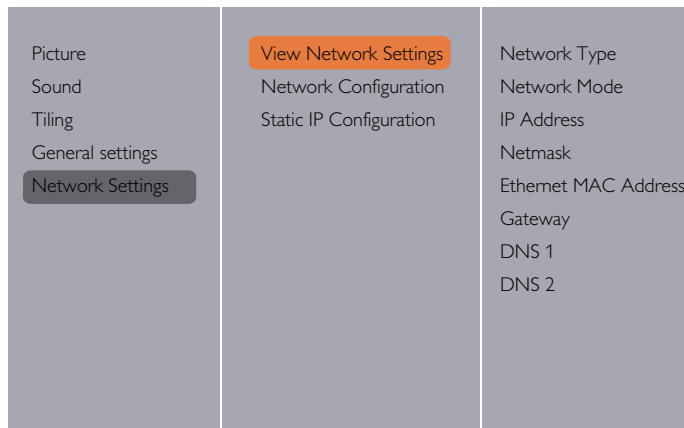 Picture
Sound
Tiling
General settings
Network Settings
View Network Settings
Network Configuration
Static IP Configuration
Network Type
Network Mode
IP Address
Netmask
Ethernet MAC Address
Gateway
DNS 1
DNS 2